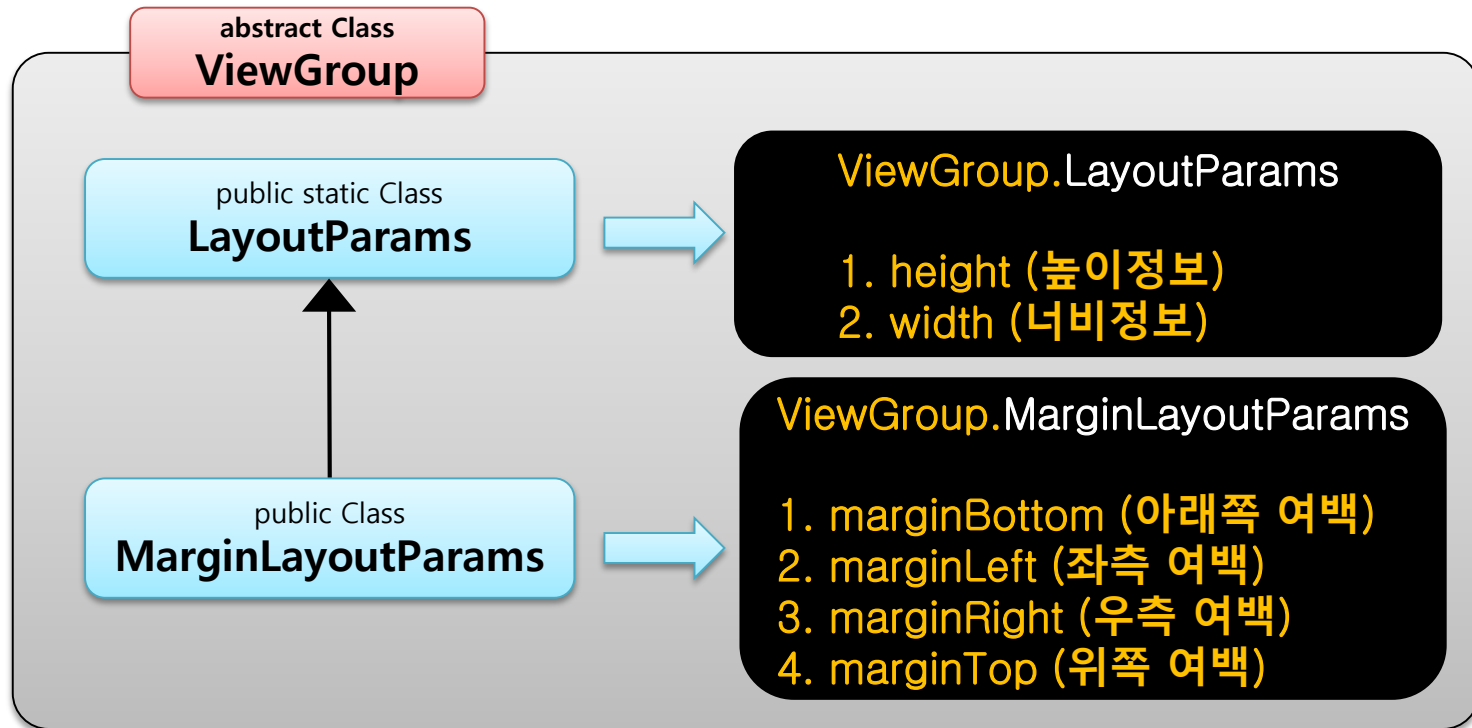 abstract Class
ViewGroup
public static Class
LayoutParams
ViewGroup.LayoutParams
1. height (높이정보)
2. width (너비정보)
public Class
MarginLayoutParams
ViewGroup.MarginLayoutParams
1. marginBottom (아래쪽 여백)
2. marginLeft (좌측 여백)
3. marginRight (우측 여백)
4. marginTop (위쪽 여백)